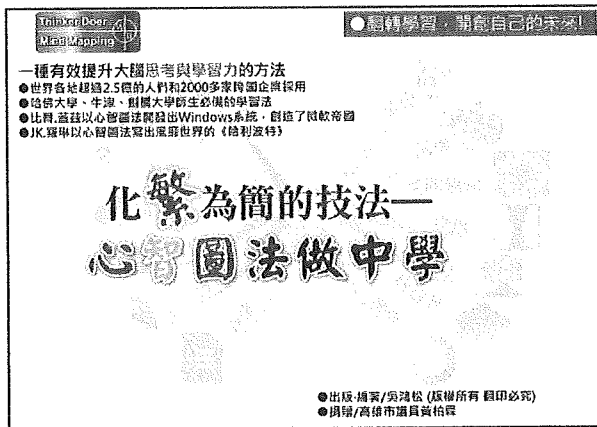 Thinker Doer
Mind Mapping
●翻轉學習，開創自己的未來!
一種有效提升大腦思考與學習力的方法
●世界各地超過2.5億的人們和2000多家跨國企業採用
●哈佛大學、牛津、劍橋大學師生必備的學習法
●比爾.蓋茲以心智圖法開發出Windows系統，創造了微軟帝國
●JK.羅琳以心智圖法寫出風靡世界的《哈利波特》
化繁為簡的技法—
心智圖法做中學
●出版‧編著/吳鴻松 (版權所有 翻印必究)
●捐贈/高雄市議員黃柏霖